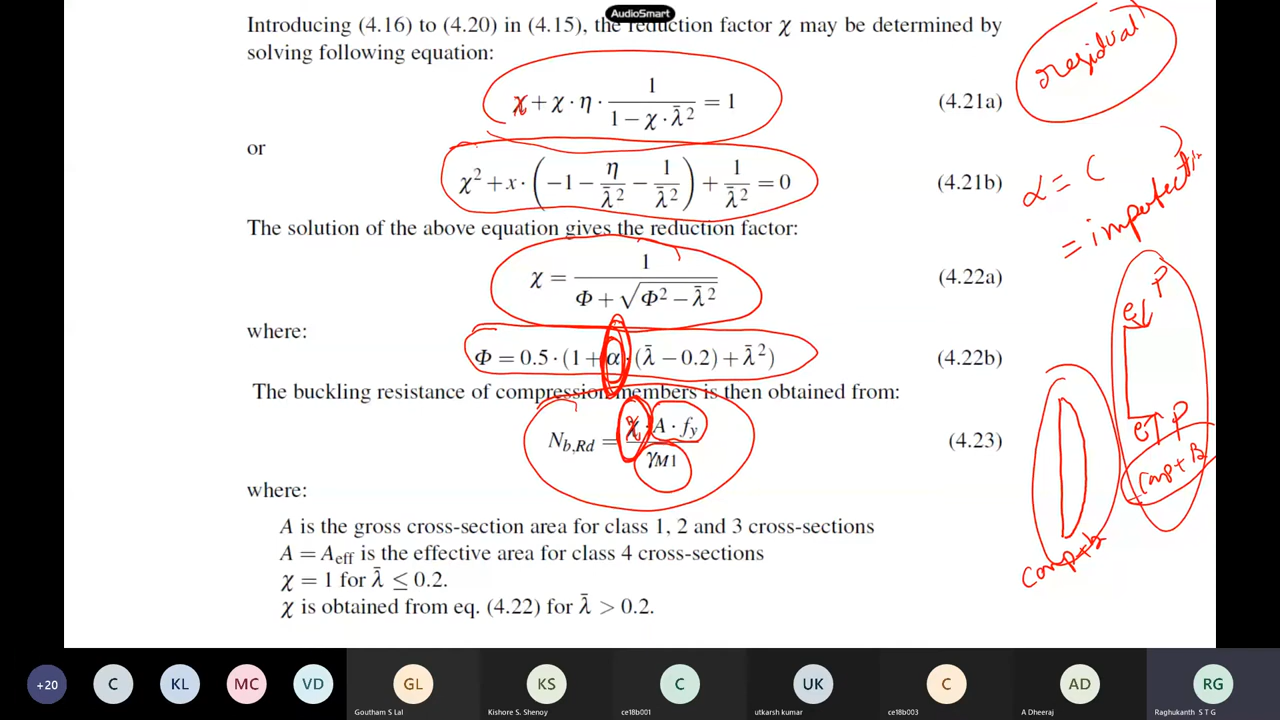 AudioSmart
Introducing (4.16) to (4.20) in (4.15), the reduction factor χ may be determined by
solving following equation:
χ + χ · η · 1 / (1 − χ · λ̄²) = 1 (4.21a)
or
χ² + x · (−1 − η/λ̄² − 1/λ̄²) + 1/λ̄² = 0 (4.21b)
The solution of the above equation gives the reduction factor:
χ = 1 / (Φ + √(Φ² − λ̄²)) (4.22a)
where:
Φ = 0.5 · (1 + α · (λ̄ − 0.2) + λ̄²) (4.22b)
The buckling resistance of compression members is then obtained from:
N_b,Rd = χ · A · f_y / γ_M1 (4.23)
where:
A is the gross cross-section area for class 1, 2 and 3 cross-sections
A = A_eff is the effective area for class 4 cross-sections
χ = 1 for λ̄ ≤ 0.2.
χ is obtained from eq. (4.22) for λ̄ > 0.2.
residual
α = ( )
= imperfecti
P
e
e P
Comp + B
Comp + b
+20 C KL MC VD GL KS C UK C AD RG
Goutham S Lal Kishore S. Shenoy ce18b001 utkarsh kumar ce18b003 A Dheeraj Raghukanth S T G